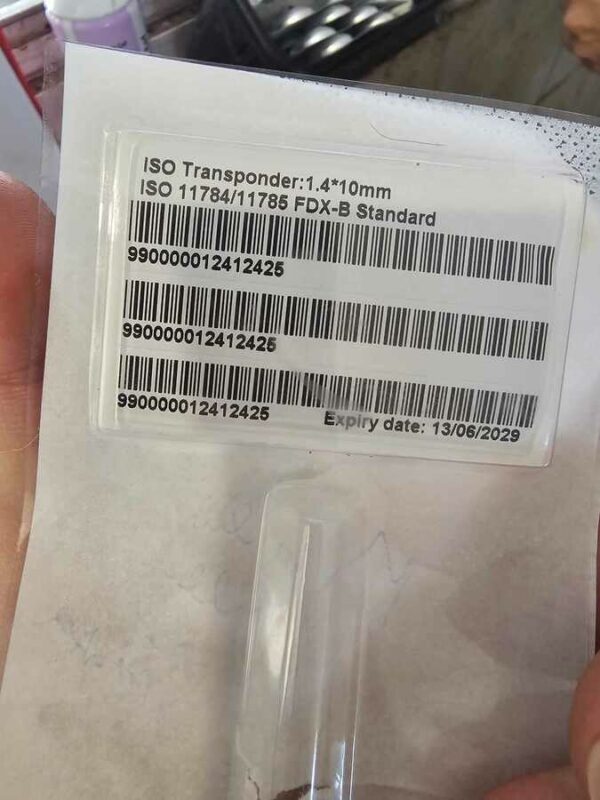 ISO Transponder:1.4*10mm
ISO 11784/11785 FDX-B Standard
990000012412425
990000012412425
990000012412425
Expiry date: 13/06/2029